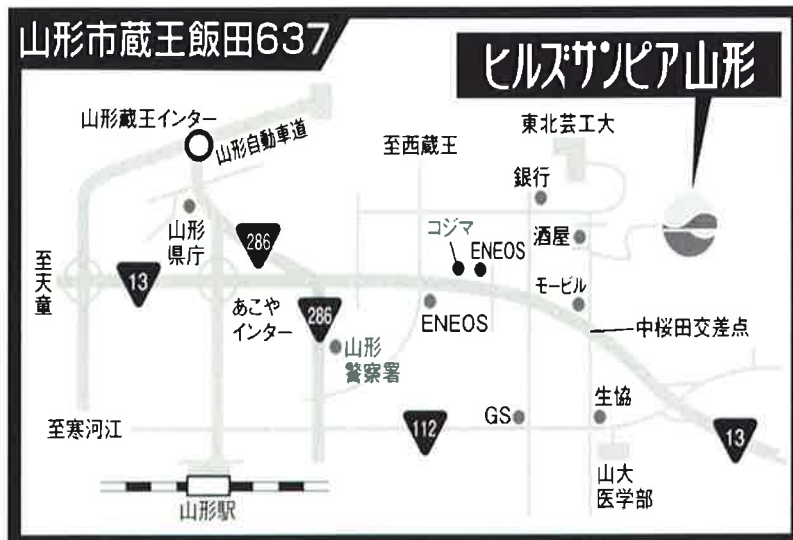 山形市蔵王飯田637
ヒルズサンピア山形
山形蔵王インター
山形自動車道
至西蔵王
東北芸工大
銀行
山形
県庁
286
コジマ
ENEOS
酒屋
至天童
13
あこや
インター
286
ENEOS
モービル
中桜田交差点
山形
警察署
至寒河江
112
GS
生協
13
山大
医学部
山形駅